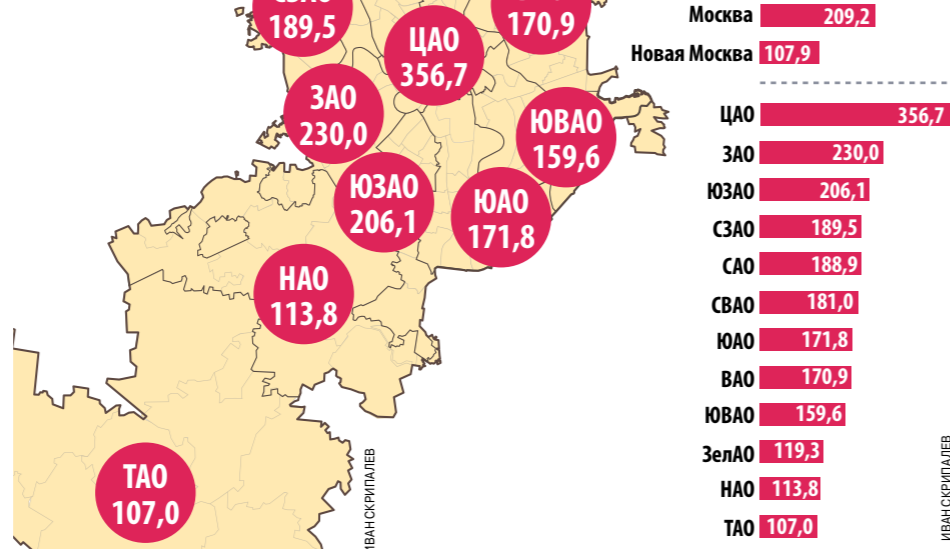 189,5
170,9
ЦАО
356,7
ЗАО
230,0
ЮВАО
159,6
ЮЗАО
206,1
ЮАО
171,8
НАО
113,8
ТАО
107,0
ИВАН СКРИПАЛЕВ
Москва 209,2
Новая Москва 107,9
ЦАО 356,7
ЗАО 230,0
ЮЗАО 206,1
СЗАО 189,5
САО 188,9
СВАО 181,0
ЮАО 171,8
ВАО 170,9
ЮВАО 159,6
ЗелАО 119,3
НАО 113,8
ТАО 107,0
ИВАН СКРИПАЛЕВ